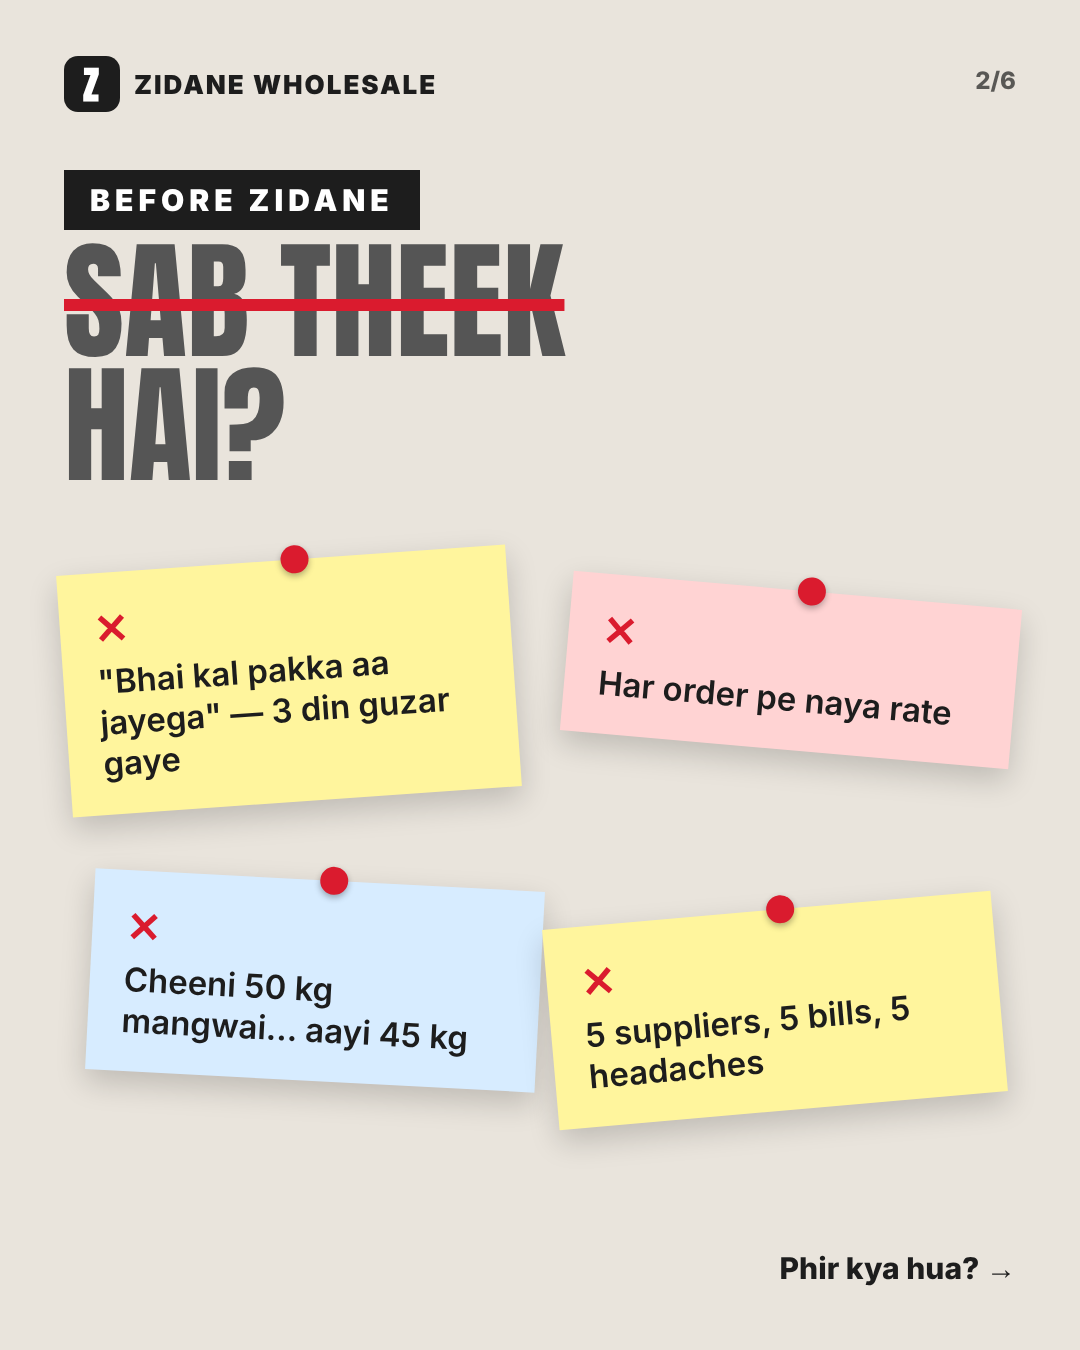 Z ZIDANE WHOLESALE
2/6
BEFORE ZIDANE
SAB THEEK
HAI?
✕
"Bhai kal pakka aa
jayega" — 3 din guzar
gaye
✕
Har order pe naya rate
✕
Cheeni 50 kg
mangwai... aayi 45 kg
✕
5 suppliers, 5 bills, 5
headaches
Phir kya hua? →